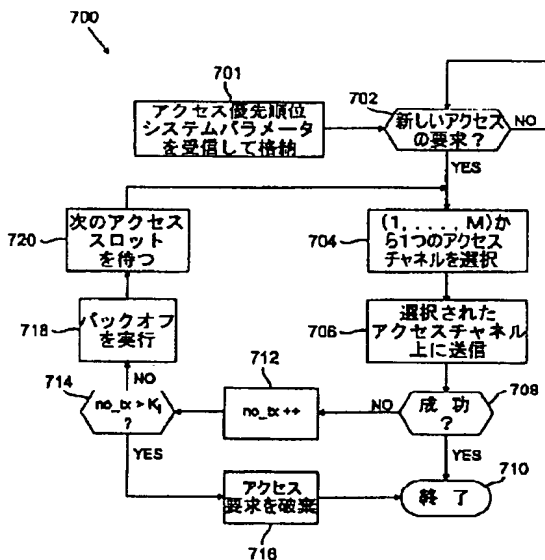 700
701
アクセス優先順位
システムパラメータ
を受信して格納
702
新しいアクセス
の要求?
NO
YES
720
次のアクセス
スロット
を待つ
704
(1, . . . . , M)か
ら1つのアクセス
チャネルを選択
718
バックオフ
を実行
706
選択された
アクセスチャネル
上に送信
714
NO
no_tx > K_i
?
712
no_tx ++
NO
708
成功
?
YES
YES
アクセス
要求を破棄
716
710
終了